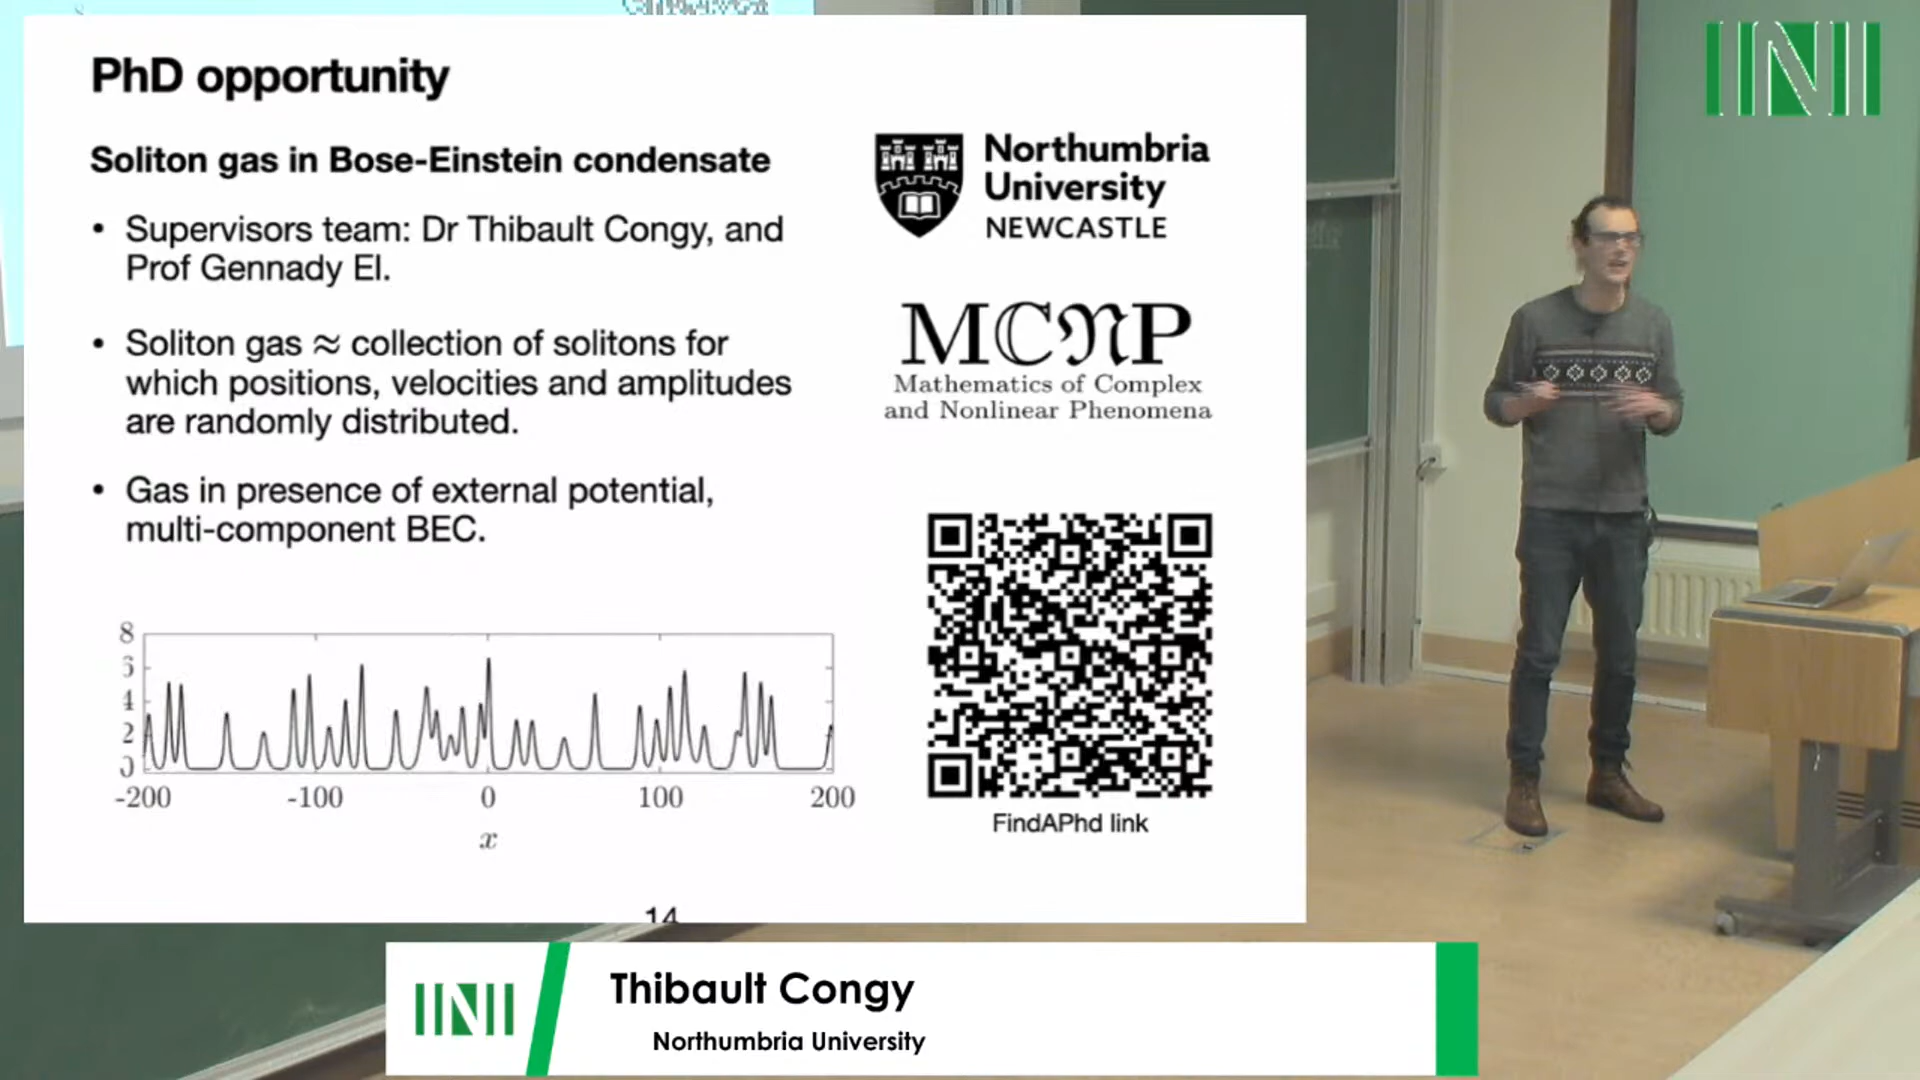 PhD opportunity
Soliton gas in Bose-Einstein condensate
• Supervisors team: Dr Thibault Congy, and
Prof Gennady El.
• Soliton gas ≈ collection of solitons for
which positions, velocities and amplitudes
are randomly distributed.
• Gas in presence of external potential,
multi-component BEC.
8
6
4
2
0
-200 -100 0 100 200
x
Northumbria
University
NEWCASTLE
Mℂ𝔑P
Mathematics of Complex
and Nonlinear Phenomena
FindAPhd link
14
INI
INI
Thibault Congy
Northumbria University